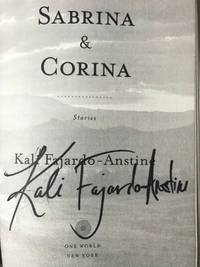 SABRINA
&
CORINA
Stories
Kali Fajardo-Anstine
Kali Fajardo-Anstine
ONE WORLD
NEW YORK